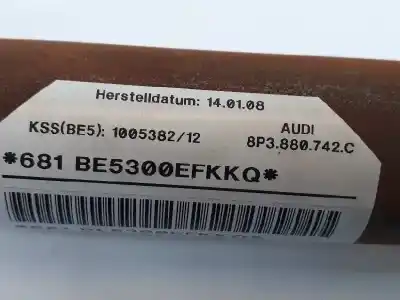 Herstelldatum: 14.01.08
KSS(BE5): 1005382/12
AUDI
8P3.880.742.C
*681 BE5300EFKKQ*